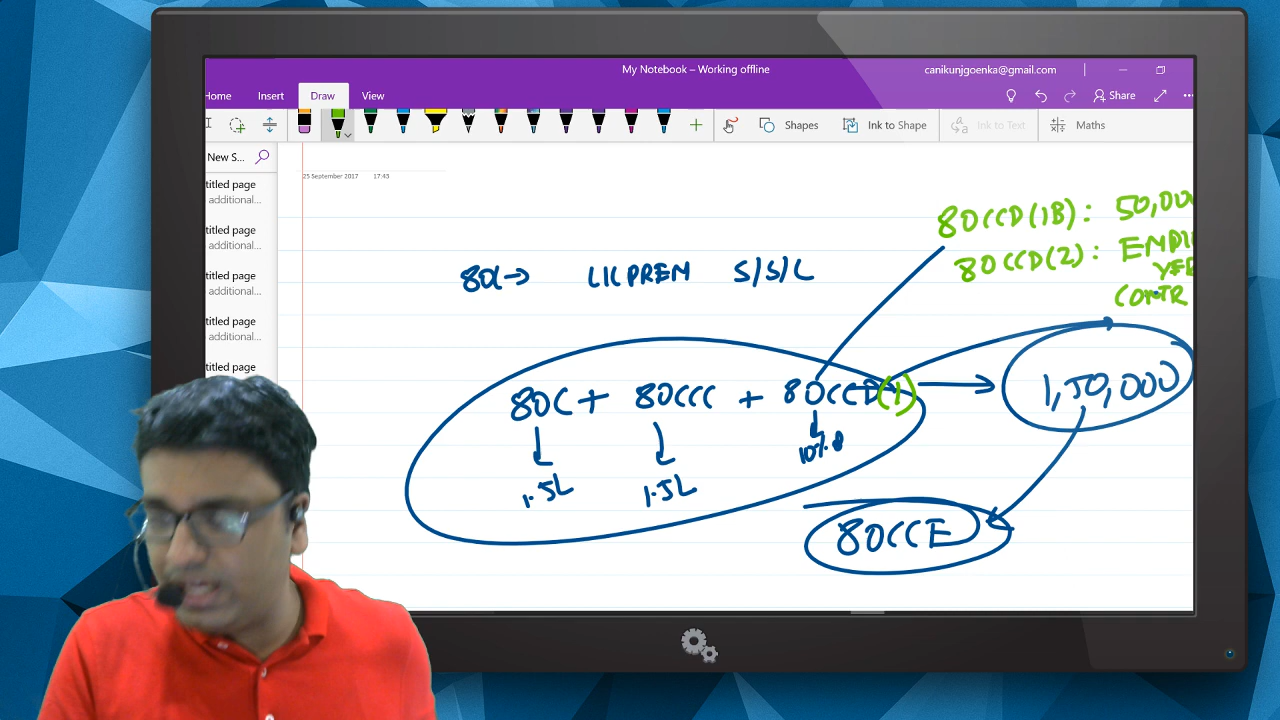 My Notebook – Working offline
canikunjgoenka@gmail.com
Home Insert Draw View
Share
Shapes
Ink to Shape
Ink to Text
Maths
New S...
25 September 2017 17:43
titled page
additional...
titled page
additional...
titled page
additional...
titled page
additional...
titled page
80CCD(1B): 50,000
80CCD(2): EMPL
YER
CONTR
80C→ LIC PREM S/S/L
80C + 80CCC + 80CCD(1) → 1,50,000
1.5L 1.5L 10%
80CCE